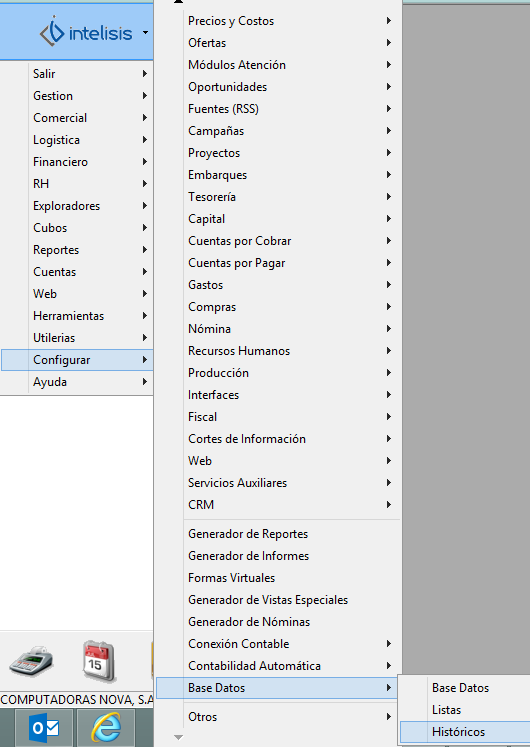 intelisis
Salir
Gestion
Comercial
Logistica
Financiero
RH
Exploradores
Cubos
Reportes
Cuentas
Web
Herramientas
Utilerias
Configurar
Ayuda
Precios y Costos
Ofertas
Módulos Atención
Oportunidades
Fuentes (RSS)
Campañas
Proyectos
Embarques
Tesorería
Capital
Cuentas por Cobrar
Cuentas por Pagar
Gastos
Compras
Nómina
Recursos Humanos
Producción
Interfaces
Fiscal
Cortes de Información
Web
Servicios Auxiliares
CRM
Generador de Reportes
Generador de Informes
Formas Virtuales
Generador de Vistas Especiales
Generador de Nóminas
Conexión Contable
Contabilidad Automática
Base Datos
Otros
Base Datos
Listas
Históricos
15
COMPUTADORAS NOVA, S.A